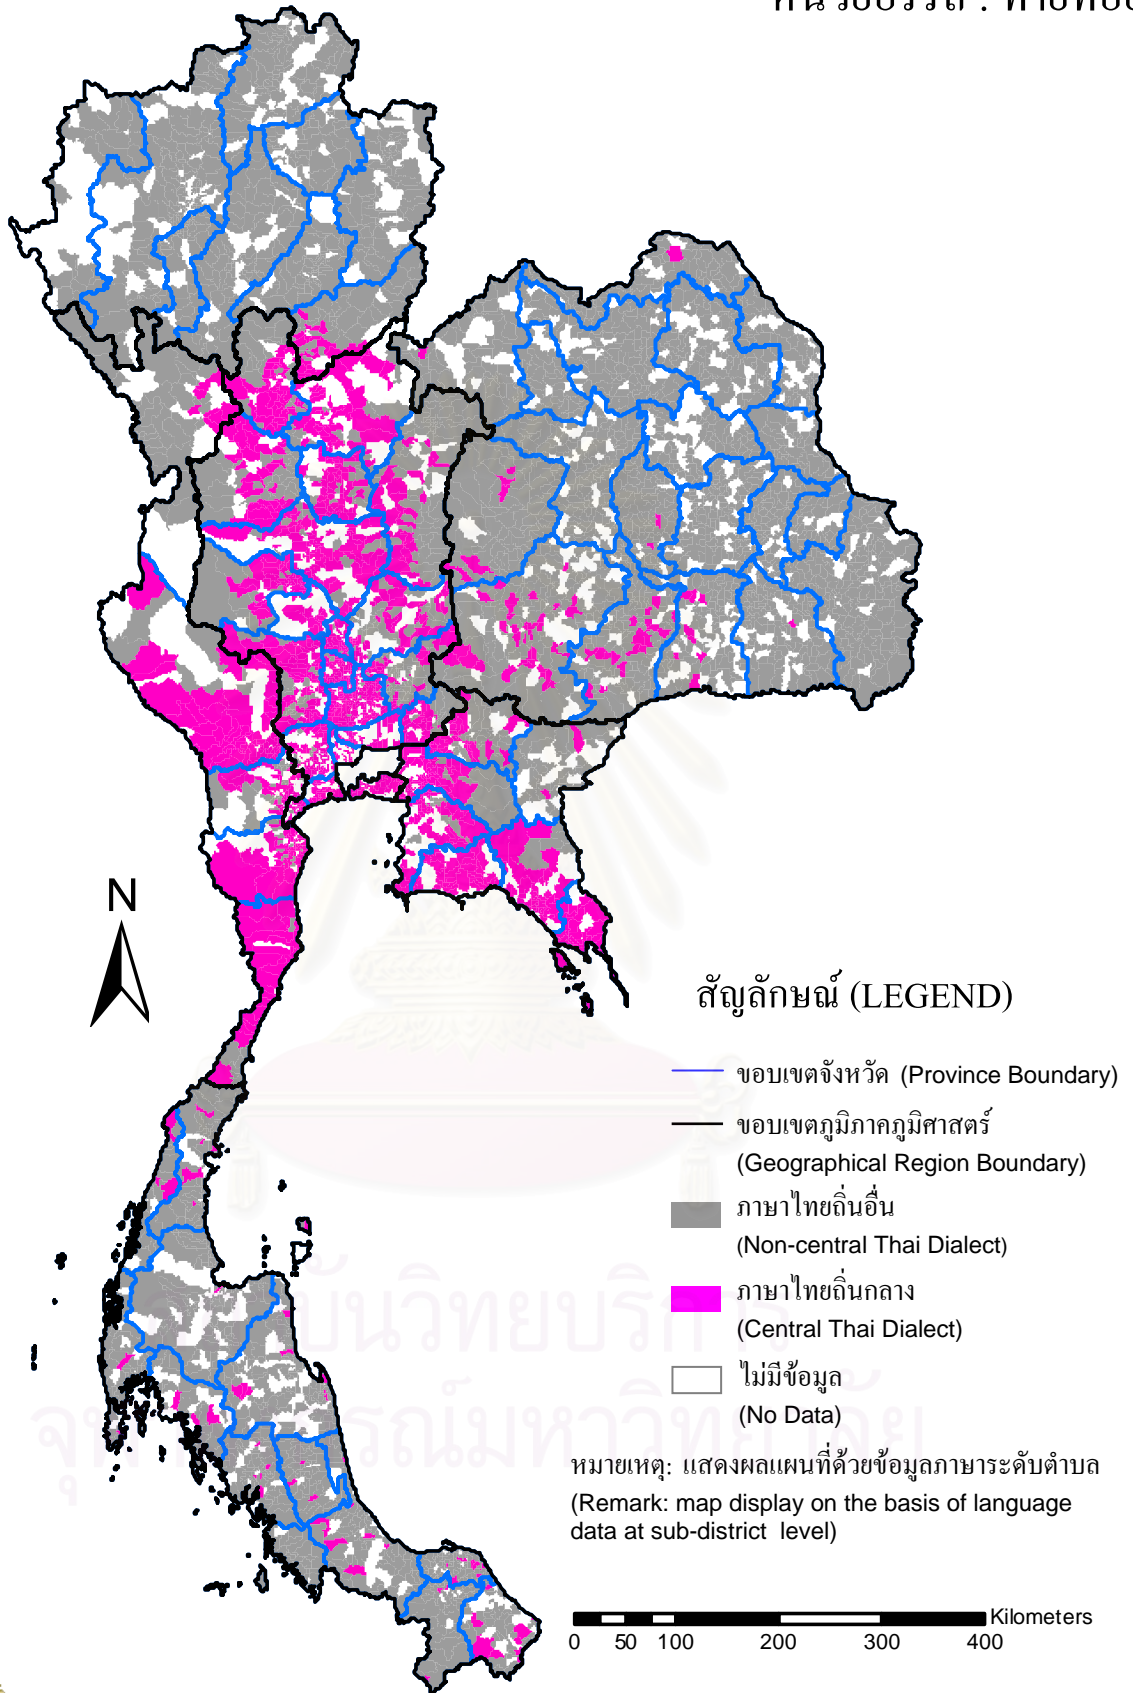 N
สัญลักษณ์ (LEGEND)
ขอบเขตจังหวัด (Province Boundary)
ขอบเขตภูมิภาคภูมิศาสตร์
(Geographical Region Boundary)
ภาษาไทยถิ่นอื่น
(Non-central Thai Dialect)
ภาษาไทยถิ่นกลาง
(Central Thai Dialect)
ไม่มีข้อมูล
(No Data)
หมายเหตุ: แสดงผลแผนที่ด้วยข้อมูลภาษาระดับตำบล
(Remark: map display on the basis of language
data at sub-district level)
Kilometers
0 50 100 200 300 400